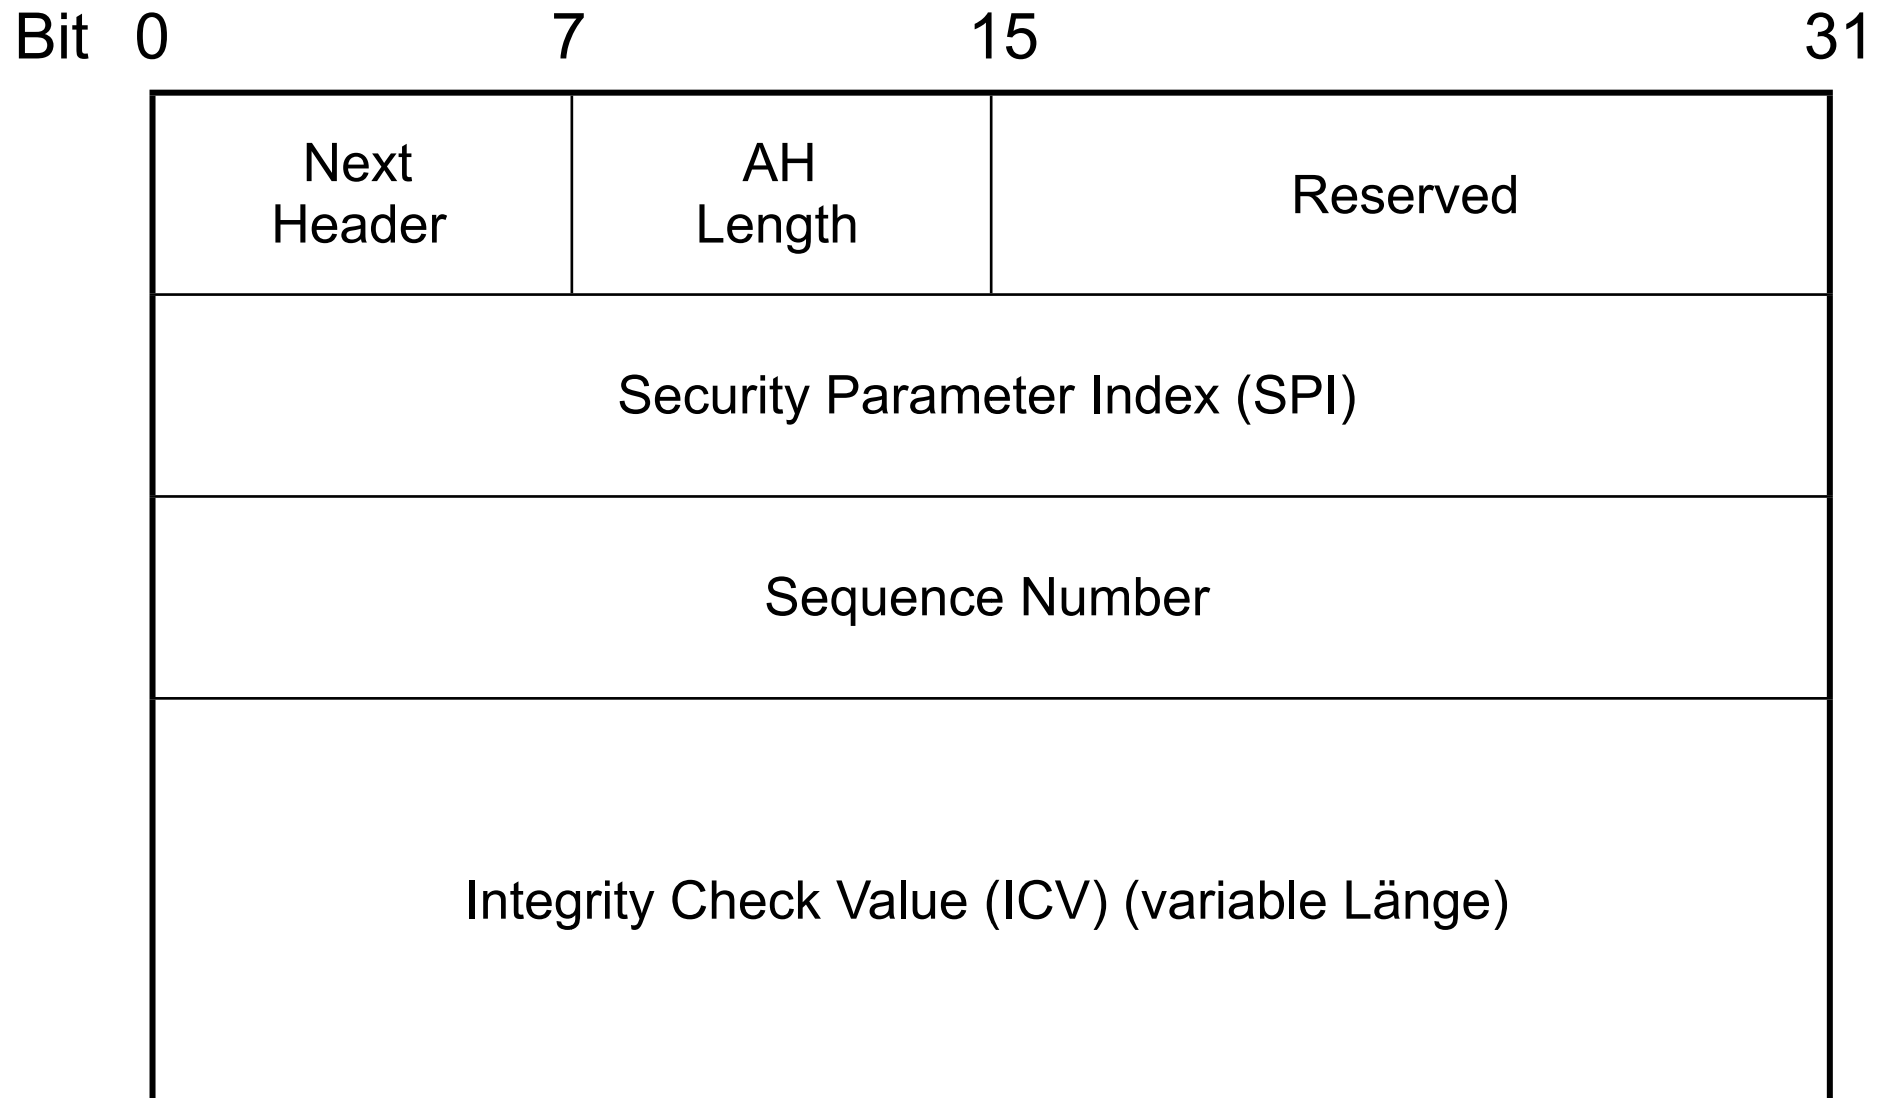 Bit 0 7 15 31
Next
Header
AH
Length
Reserved
Security Parameter Index (SPI)
Sequence Number
Integrity Check Value (ICV) (variable Länge)